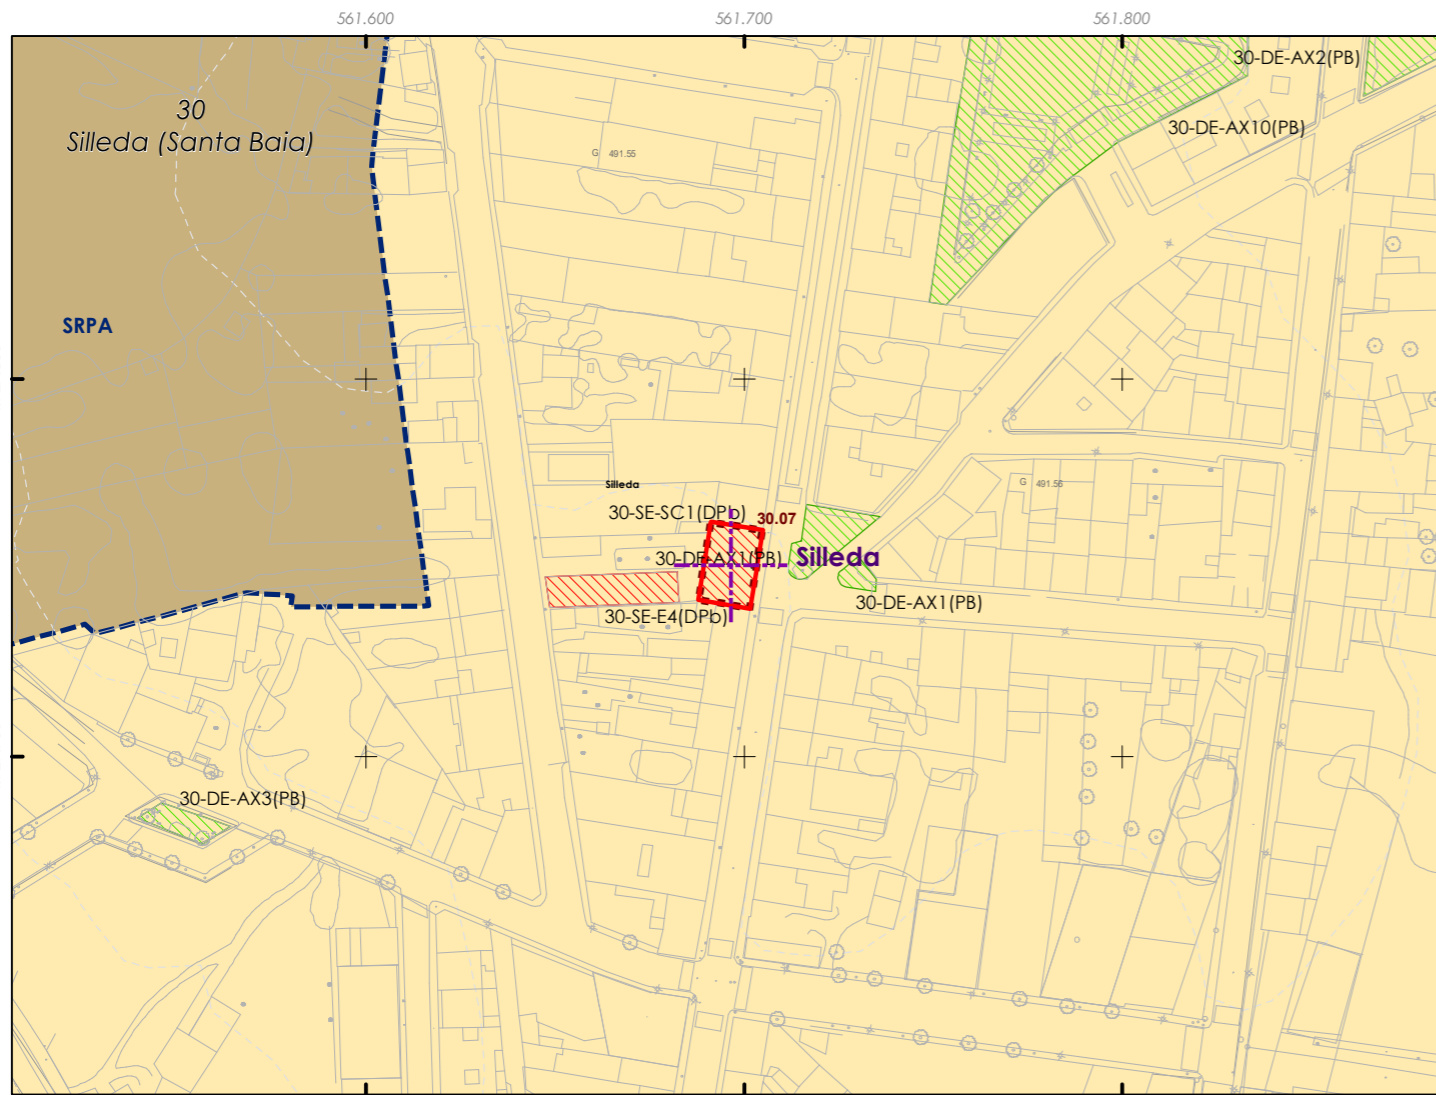 561.600
561.700
561.800
30-DE-AX2(PB)
30
Silleda (Santa Baia)
30-DE-AX10(PB)
G 491.55
SRPA
Silleda
G 491.56
30-SE-SC1(DPb)
30.07
30-DE-AX1(PB)
Silleda
30-DE-AX1(PB)
30-SE-E4(DPb)
30-DE-AX3(PB)